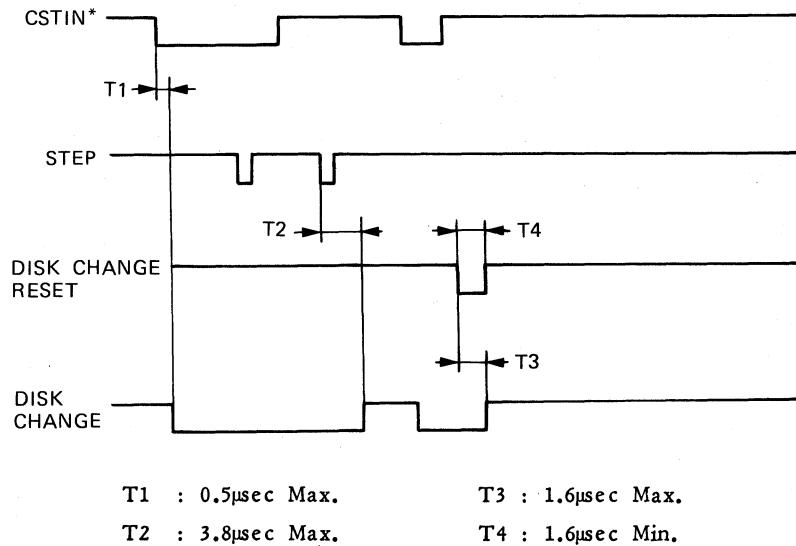 CSTIN*
T1
STEP
T2
T4
DISK CHANGE
RESET
T3
DISK
CHANGE
T1 : 0.5μsec Max.
T3 : 1.6μsec Max.
T2 : 3.8μsec Max.
T4 : 1.6μsec Min.